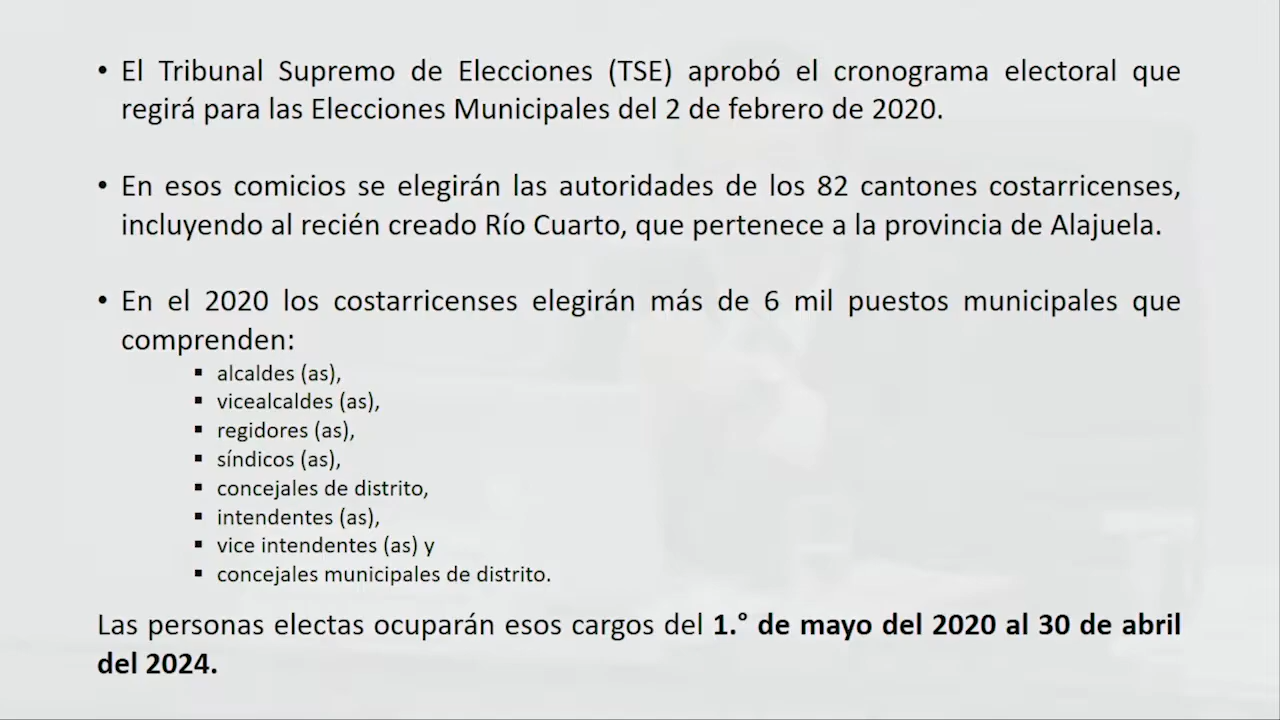 • El Tribunal Supremo de Elecciones (TSE) aprobó el cronograma electoral que
regirá para las Elecciones Municipales del 2 de febrero de 2020.
• En esos comicios se elegirán las autoridades de los 82 cantones costarricenses,
incluyendo al recién creado Río Cuarto, que pertenece a la provincia de Alajuela.
• En el 2020 los costarricenses elegirán más de 6 mil puestos municipales que
comprenden:
▪ alcaldes (as),
▪ vicealcaldes (as),
▪ regidores (as),
▪ síndicos (as),
▪ concejales de distrito,
▪ intendentes (as),
▪ vice intendentes (as) y
▪ concejales municipales de distrito.
Las personas electas ocuparán esos cargos del 1.° de mayo del 2020 al 30 de abril
del 2024.